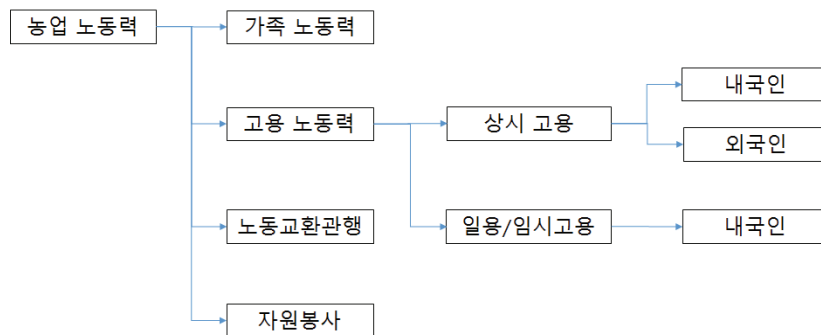 농업 노동력
가족 노동력
고용 노동력
상시 고용
내국인
외국인
노동교환관행
일용/임시고용
내국인
자원봉사